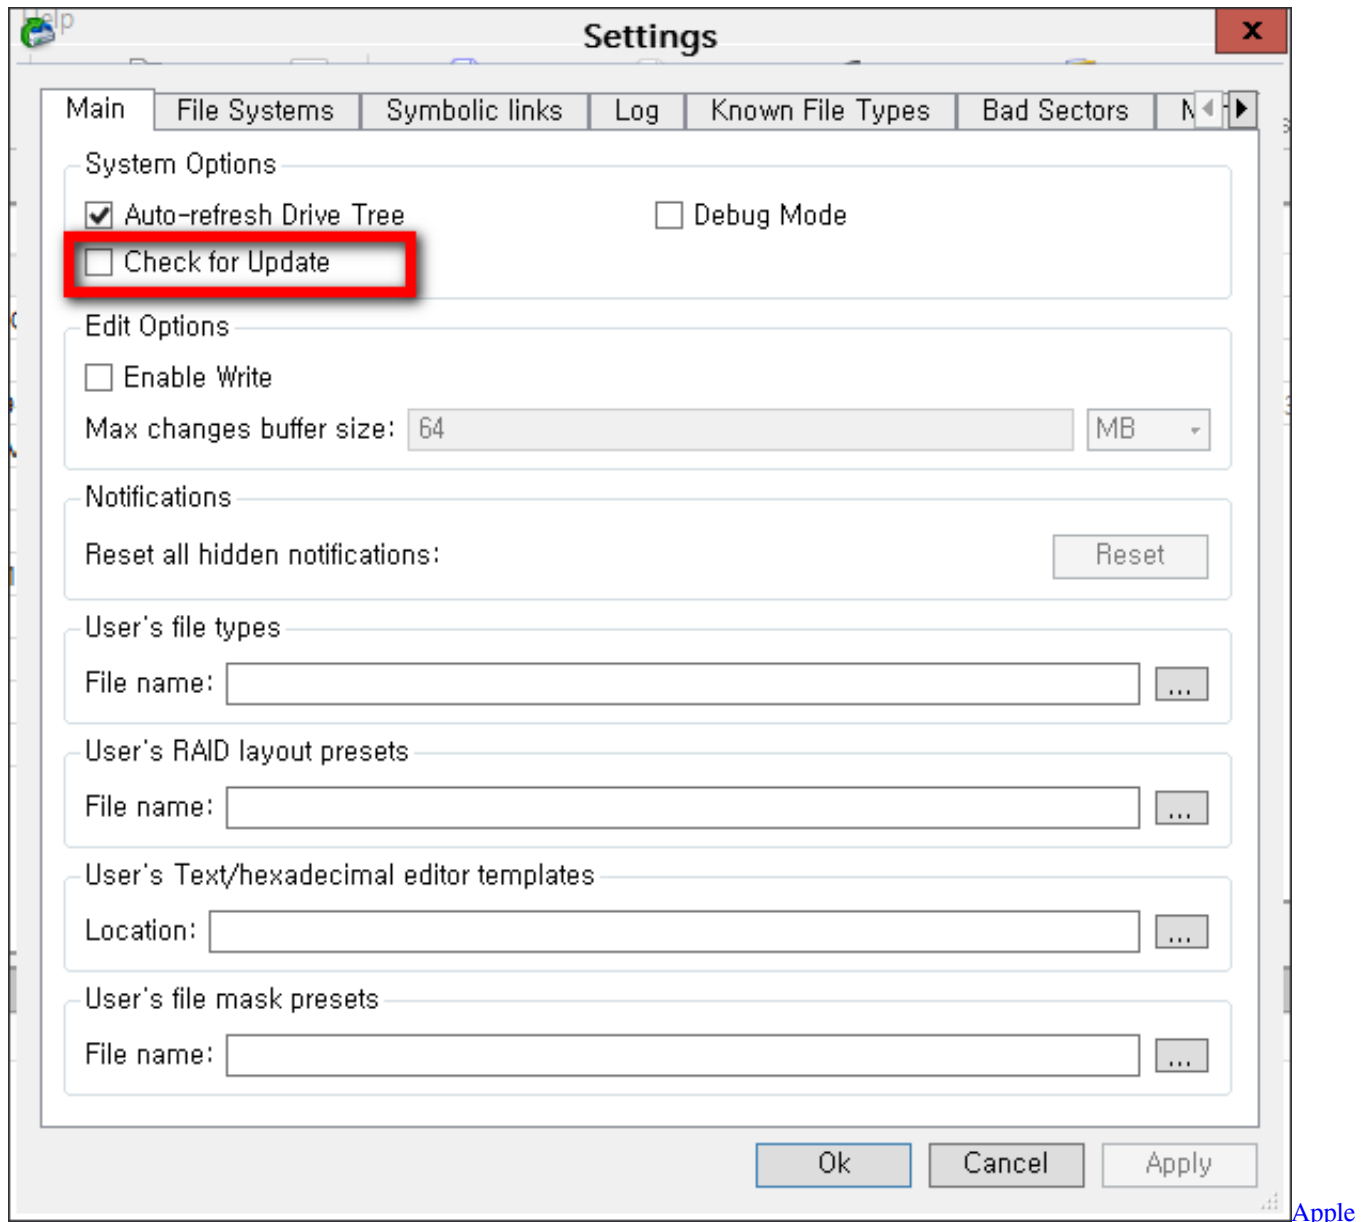 Help
Settings
x
Main File Systems Symbolic links Log Known File Types Bad Sectors
System Options
Auto-refresh Drive Tree Debug Mode
Check for Update
Edit Options
Enable Write
Max changes buffer size: 64 MB
Notifications
Reset all hidden notifications: Reset
User's file types
File name: ...
User's RAID layout presets
File name: ...
User's Text/hexadecimal editor templates
Location: ...
User's file mask presets
File name: ...
Ok Cancel Apply
Apple